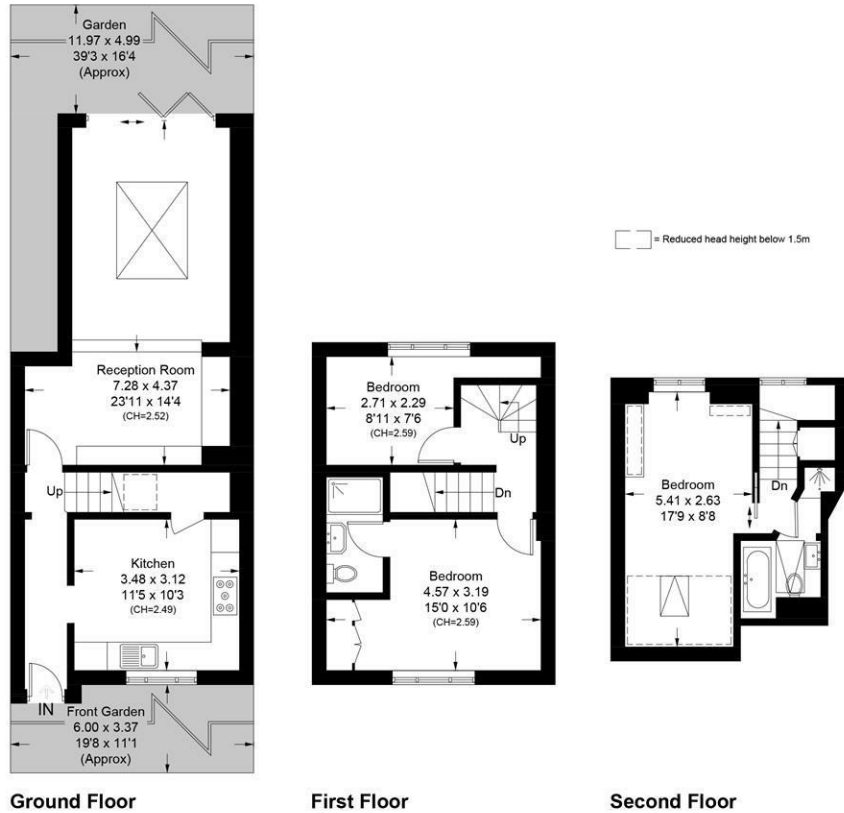 Garden
11.97 x 4.99
39'3 x 16'4
(Approx)
Reception Room
7.28 x 4.37
23'11 x 14'4
(CH=2.52)
Up
Kitchen
3.48 x 3.12
11'5 x 10'3
(CH=2.49)
IN
Front Garden
6.00 x 3.37
19'8 x 11'1
(Approx)
Ground Floor
Bedroom
2.71 x 2.29
8'11 x 7'6
(CH=2.59)
Up
Dn
Bedroom
4.57 x 3.19
15'0 x 10'6
(CH=2.59)
First Floor
= Reduced head height below 1.5m
Bedroom
5.41 x 2.63
17'9 x 8'8
Dn
Second Floor